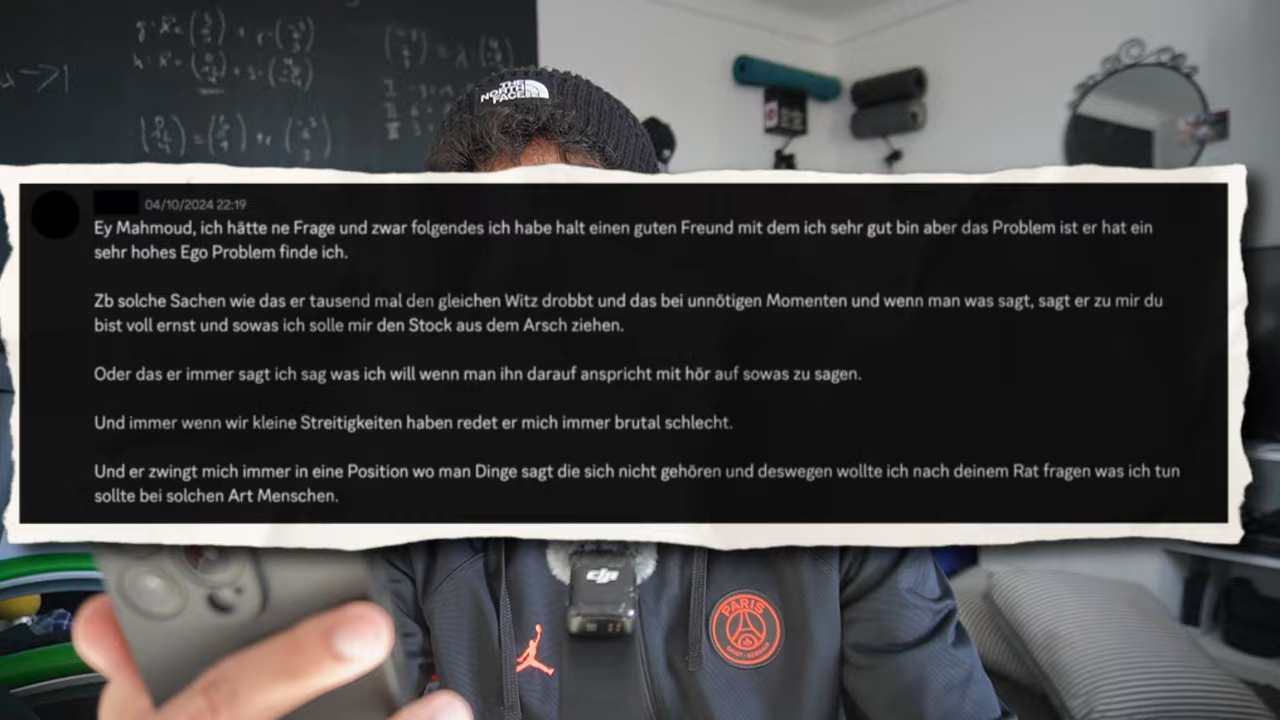 THE
NORTH
FACE
04/10/2024 22:19
Ey Mahmoud, ich hätte ne Frage und zwar folgendes ich habe halt einen guten Freund mit dem ich sehr gut bin aber das Problem ist er hat ein
sehr hohes Ego Problem finde ich.
Zb solche Sachen wie das er tausend mal den gleichen Witz drobbt und das bei unnötigen Momenten und wenn man was sagt, sagt er zu mir du
bist voll ernst und sowas ich solle mir den Stock aus dem Arsch ziehen.
Oder das er immer sagt ich sag was ich will wenn man ihn darauf anspricht mit hör auf sowas zu sagen.
Und immer wenn wir kleine Streitigkeiten haben redet er mich immer brutal schlecht.
Und er zwingt mich immer in eine Position wo man Dinge sagt die sich nicht gehören und deswegen wollte ich nach deinem Rat fragen was ich tun
sollte bei solchen Art Menschen.
dji
PARIS
SAINT-GERMAIN